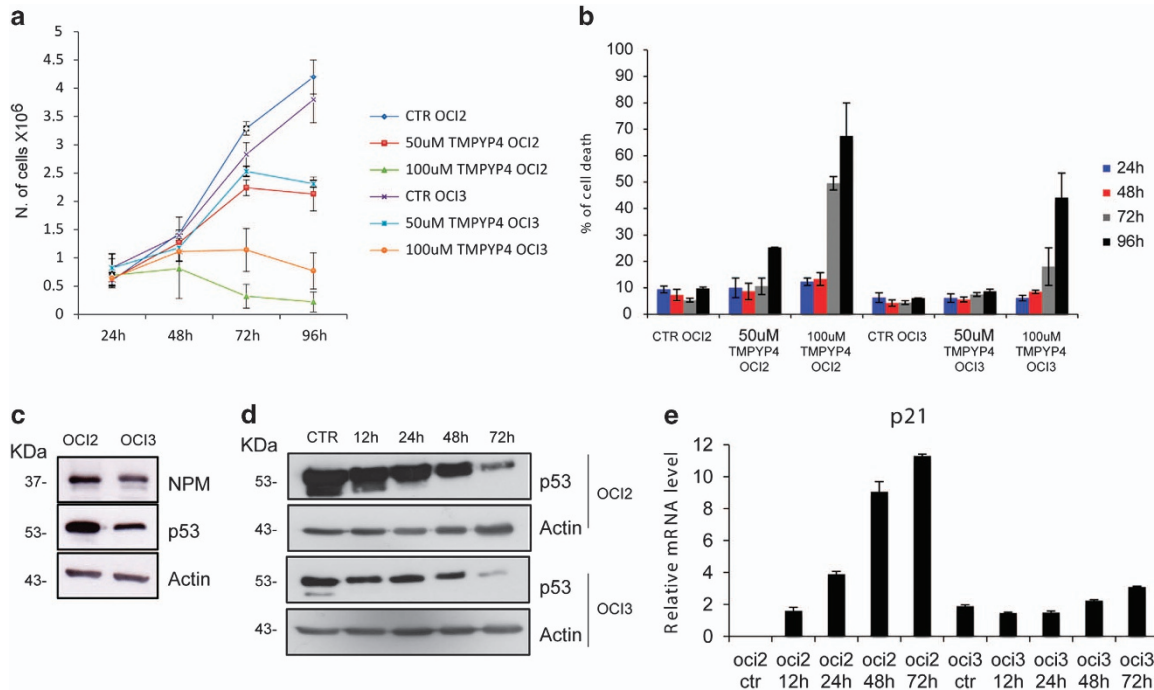 a
N. of cells X10⁶
4.5
4
3.5
3
2.5
2
1.5
1
0.5
0
24h
48h
72h
96h
CTR OCI2
50uM TMPYP4 OCI2
100uM TMPYP4 OCI2
CTR OCI3
50uM TMPYP4 OCI3
100uM TMPYP4 OCI3
b
% of cell death
100
90
80
70
60
50
40
30
20
10
0
CTR OCI2
50uM
TMPYP4
OCI2
100uM
TMPYP4
OCI2
CTR OCI3
50uM
TMPYP4
OCI3
100uM
TMPYP4
OCI3
24h
48h
72h
96h
c
KDa
OCI2 OCI3
37-
NPM
53-
p53
43-
Actin
d
KDa
CTR 12h 24h 48h 72h
53-
p53
43-
Actin
OCI2
53-
p53
43-
Actin
OCI3
e
p21
Relative mRNA level
12
10
8
6
4
2
0
oci2
ctr
oci2
12h
oci2
24h
oci2
48h
oci2
72h
oci3
ctr
oci3
12h
oci3
24h
oci3
48h
oci3
72h